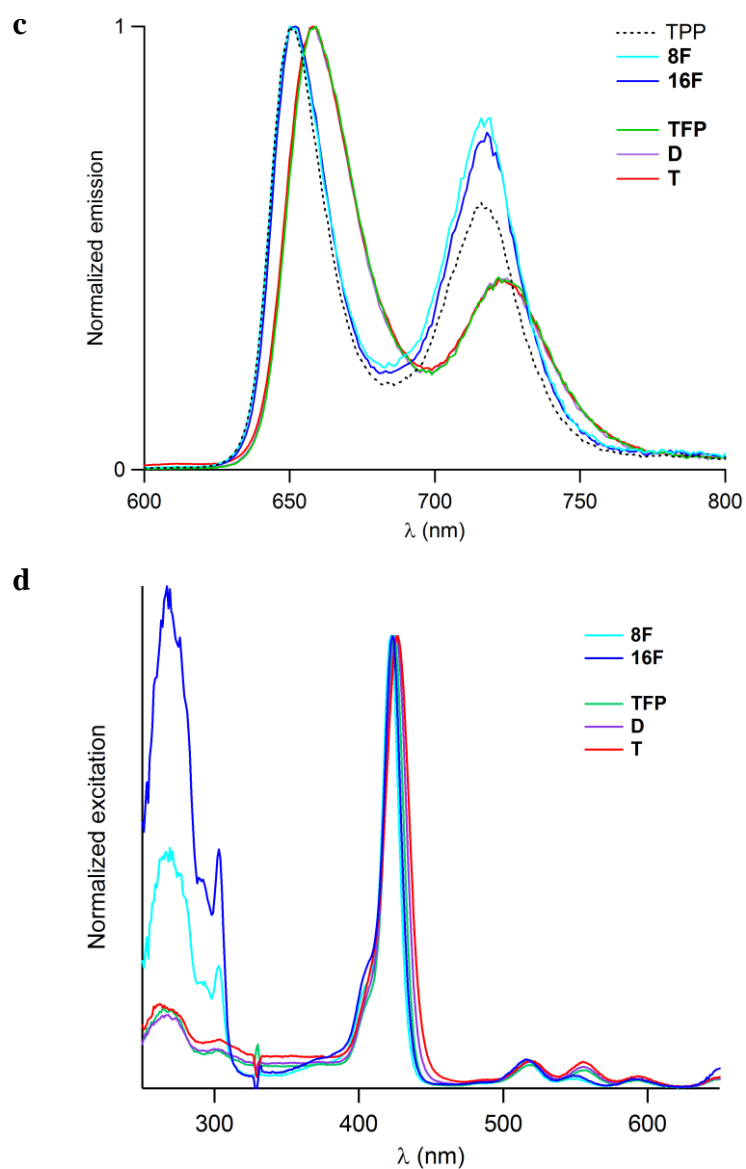 c
1
0
Normalized emission
600
650
700
750
800
λ (nm)
TPP
8F
16F
TFP
D
T
d
Normalized excitation
300
400
500
600
λ (nm)
8F
16F
TFP
D
T